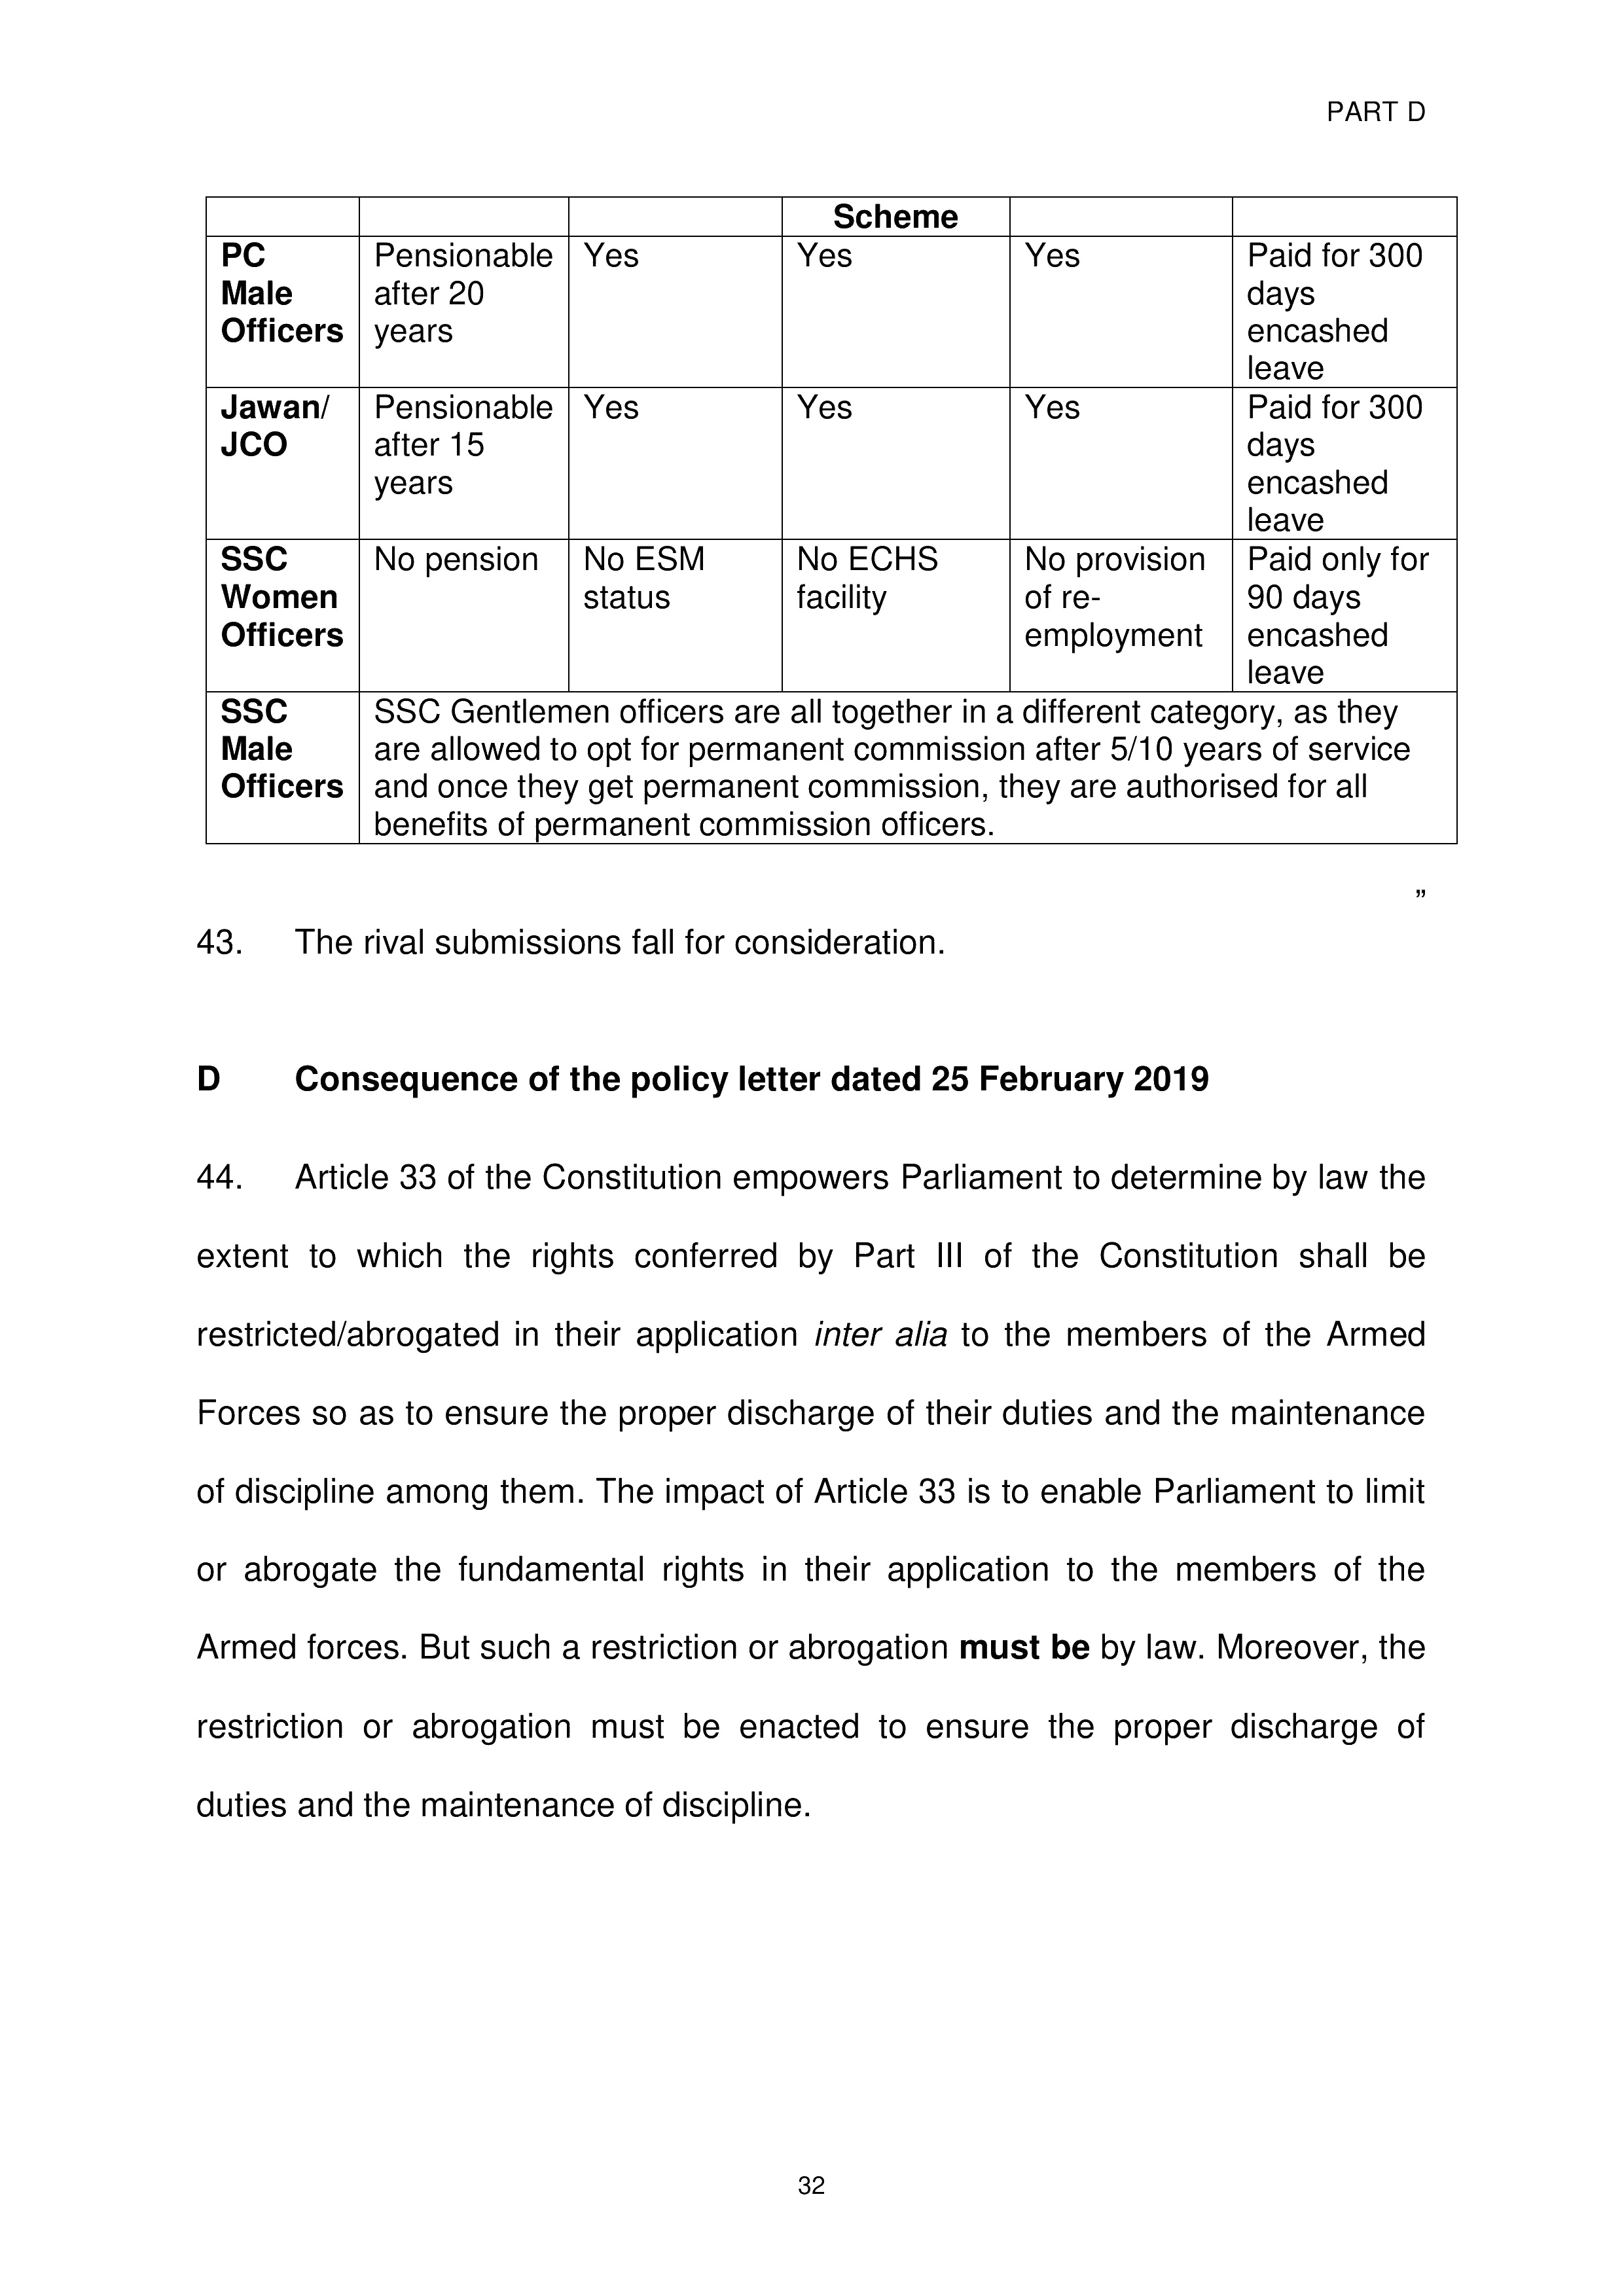 PART D
Scheme
PC Male Officers Pensionable after 20 years Yes Yes Yes Paid for 300 days encashed leave
Jawan/ JCO Pensionable after 15 years Yes Yes Yes Paid for 300 days encashed leave
SSC Women Officers No pension No ESM status No ECHS facility No provision of re-employment Paid only for 90 days encashed leave
SSC Male Officers SSC Gentlemen officers are all together in a different category, as they are allowed to opt for permanent commission after 5/10 years of service and once they get permanent commission, they are authorised for all benefits of permanent commission officers.
”
43. The rival submissions fall for consideration.
D Consequence of the policy letter dated 25 February 2019
44. Article 33 of the Constitution empowers Parliament to determine by law the
extent to which the rights conferred by Part III of the Constitution shall be
restricted/abrogated in their application inter alia to the members of the Armed
Forces so as to ensure the proper discharge of their duties and the maintenance
of discipline among them. The impact of Article 33 is to enable Parliament to limit
or abrogate the fundamental rights in their application to the members of the
Armed forces. But such a restriction or abrogation must be by law. Moreover, the
restriction or abrogation must be enacted to ensure the proper discharge of
duties and the maintenance of discipline.
32